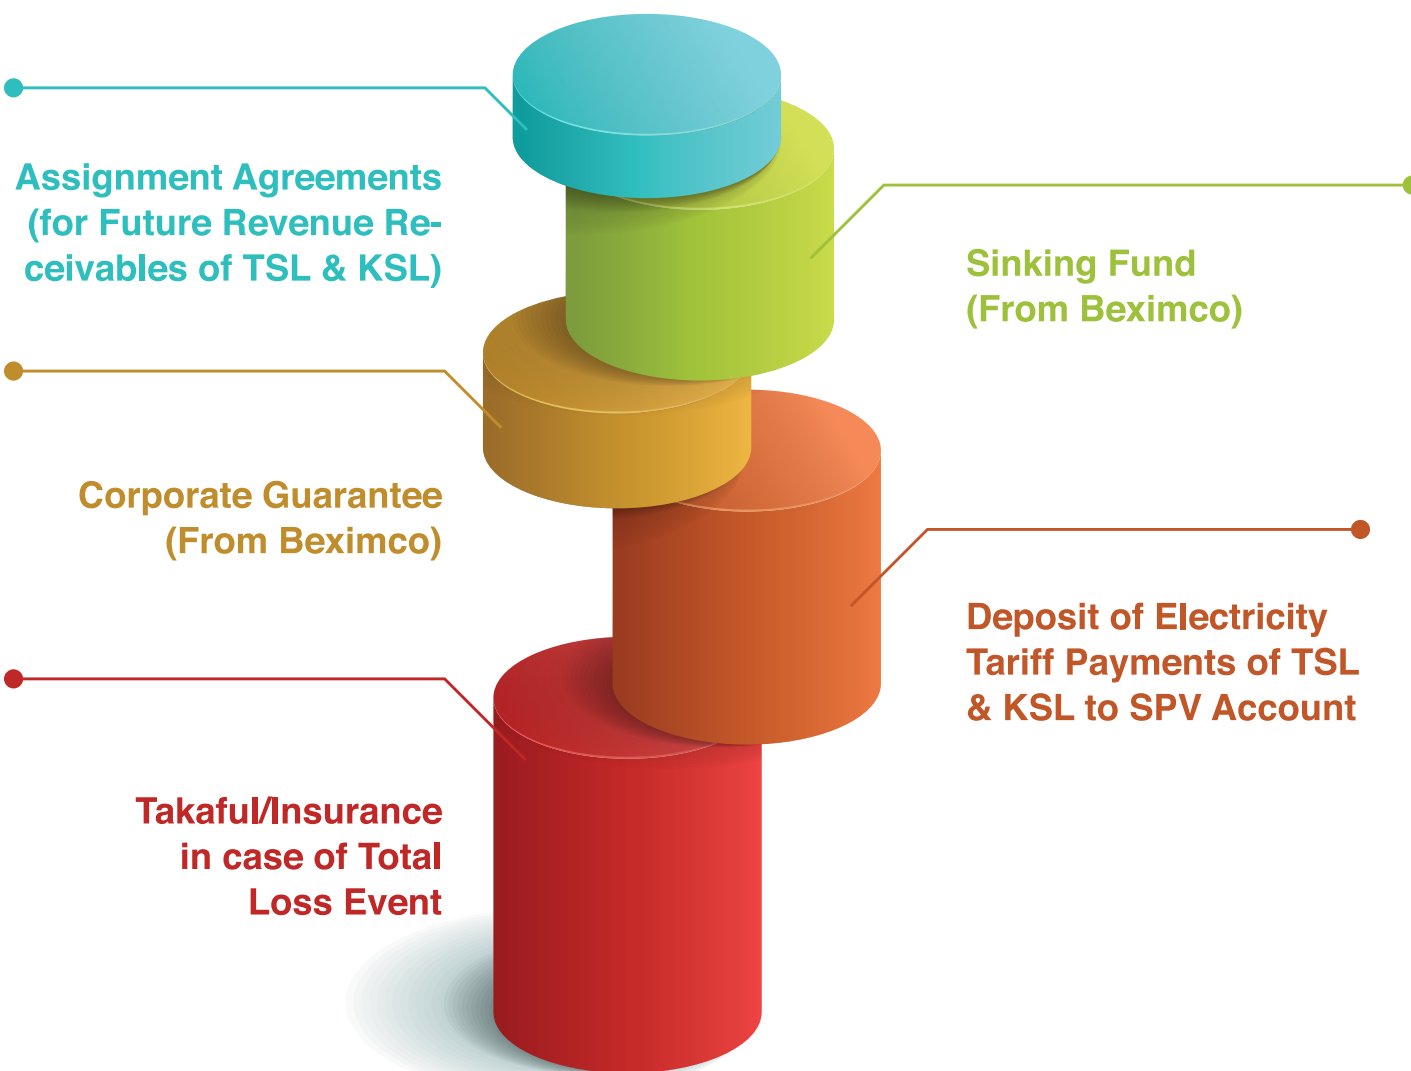 Assignment Agreements
(for Future Revenue Re-
ceivables of TSL & KSL)
Sinking Fund
(From Beximco)
Corporate Guarantee
(From Beximco)
Deposit of Electricity
Tariff Payments of TSL
& KSL to SPV Account
Takaful/Insurance
in case of Total
Loss Event